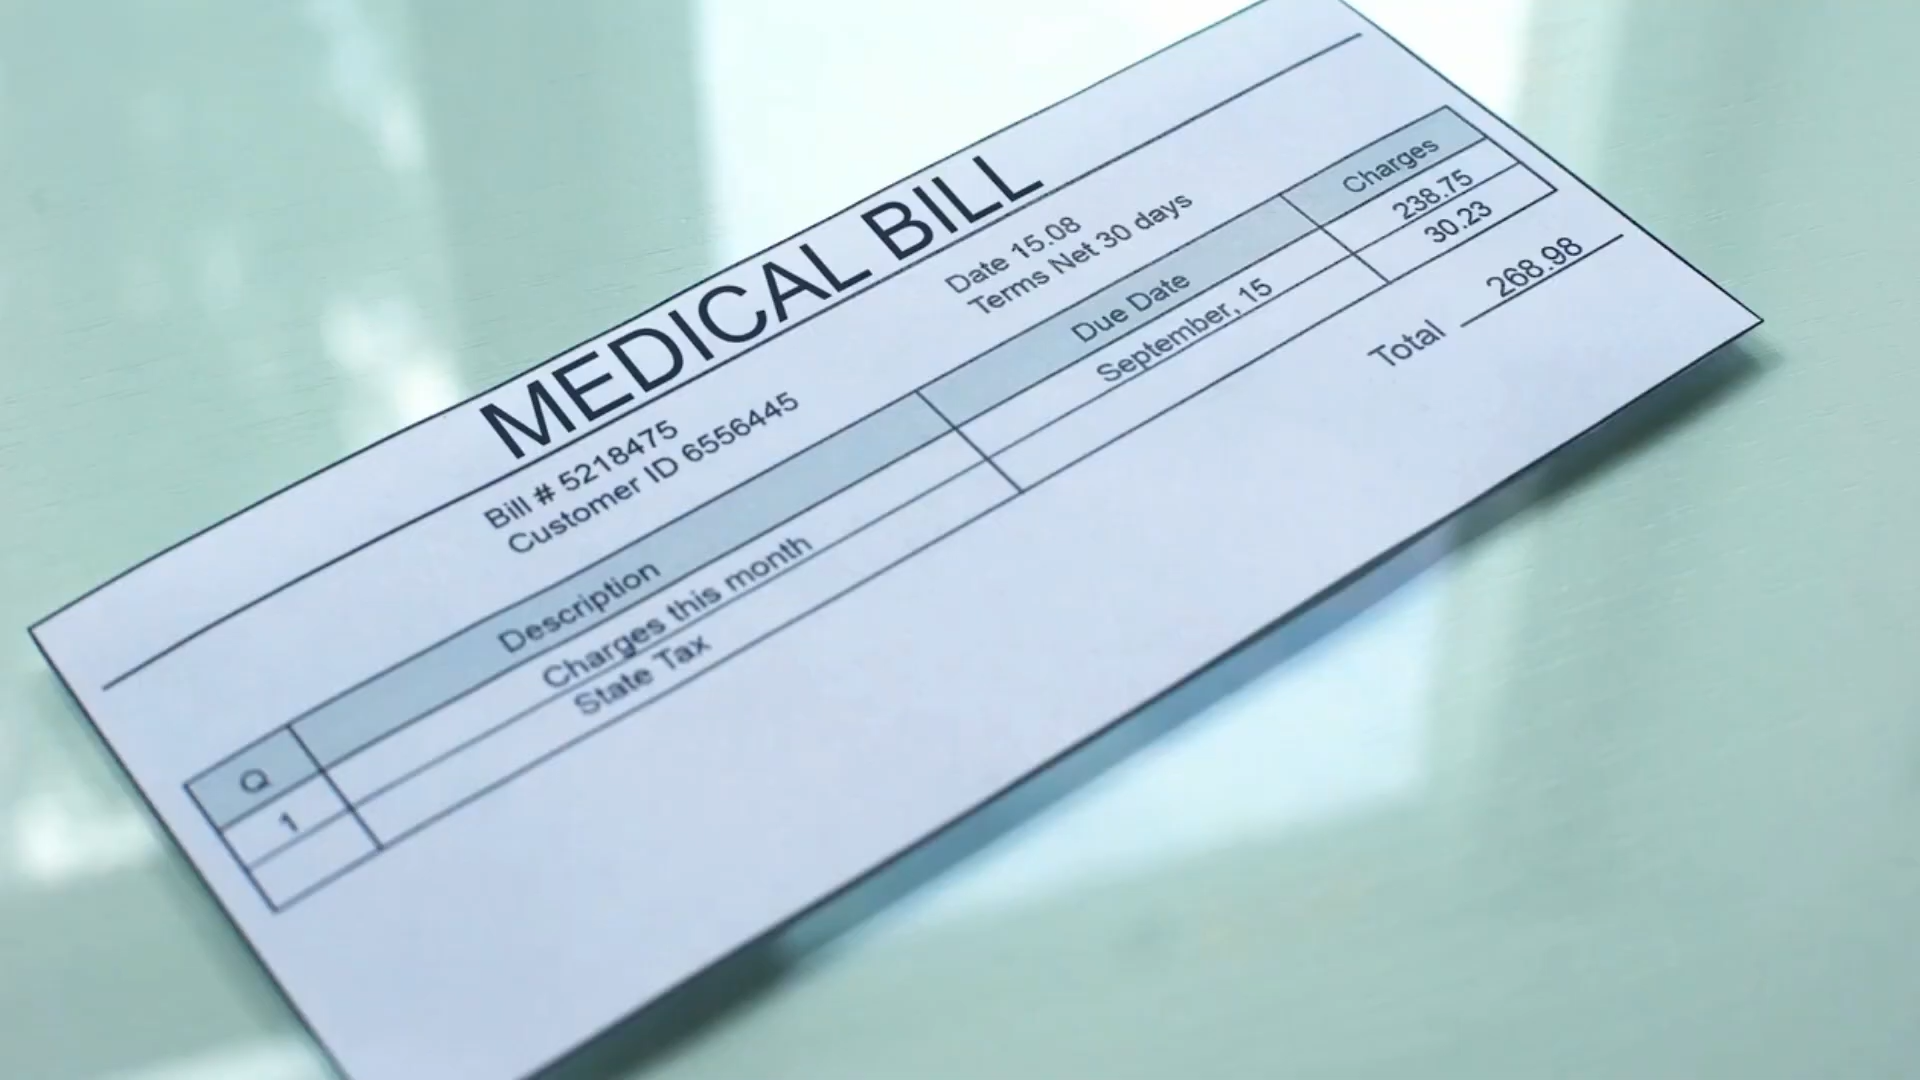 MEDICAL BILL
Bill # 5218475
Customer ID 6556445
Date 15.08
Terms Net 30 days
Q Description Due Date Charges
1 Charges this month September, 15 238.75
State Tax 30.23
Total 268.98